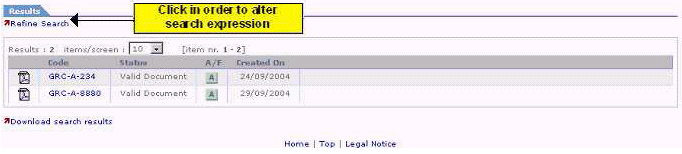 Results
Click in order to alter
search expression
Refine Search
Results : 2 items/screen : 10 [item nr. 1 - 2]
Code Status A/F Created On
GRC-A-234 Valid Document A 24/09/2004
GRC-A-8880 Valid Document A 29/09/2004
Download search results
Home | Top | Legal Notice